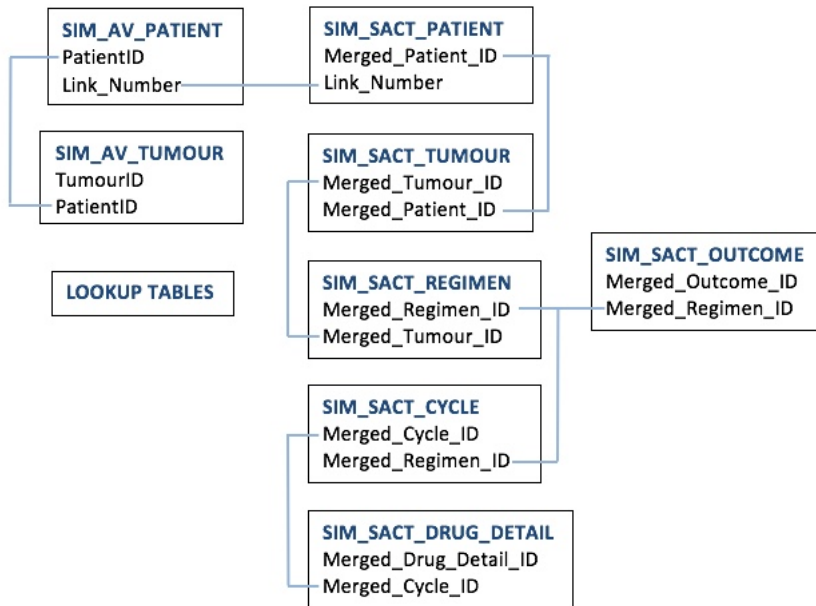 SIM_AV_PATIENT
PatientID
Link_Number
SIM_SACT_PATIENT
Merged_Patient_ID
Link_Number
SIM_AV_TUMOUR
TumourID
PatientID
SIM_SACT_TUMOUR
Merged_Tumour_ID
Merged_Patient_ID
LOOKUP TABLES
SIM_SACT_REGIMEN
Merged_Regimen_ID
Merged_Tumour_ID
SIM_SACT_OUTCOME
Merged_Outcome_ID
Merged_Regimen_ID
SIM_SACT_CYCLE
Merged_Cycle_ID
Merged_Regimen_ID
SIM_SACT_DRUG_DETAIL
Merged_Drug_Detail_ID
Merged_Cycle_ID